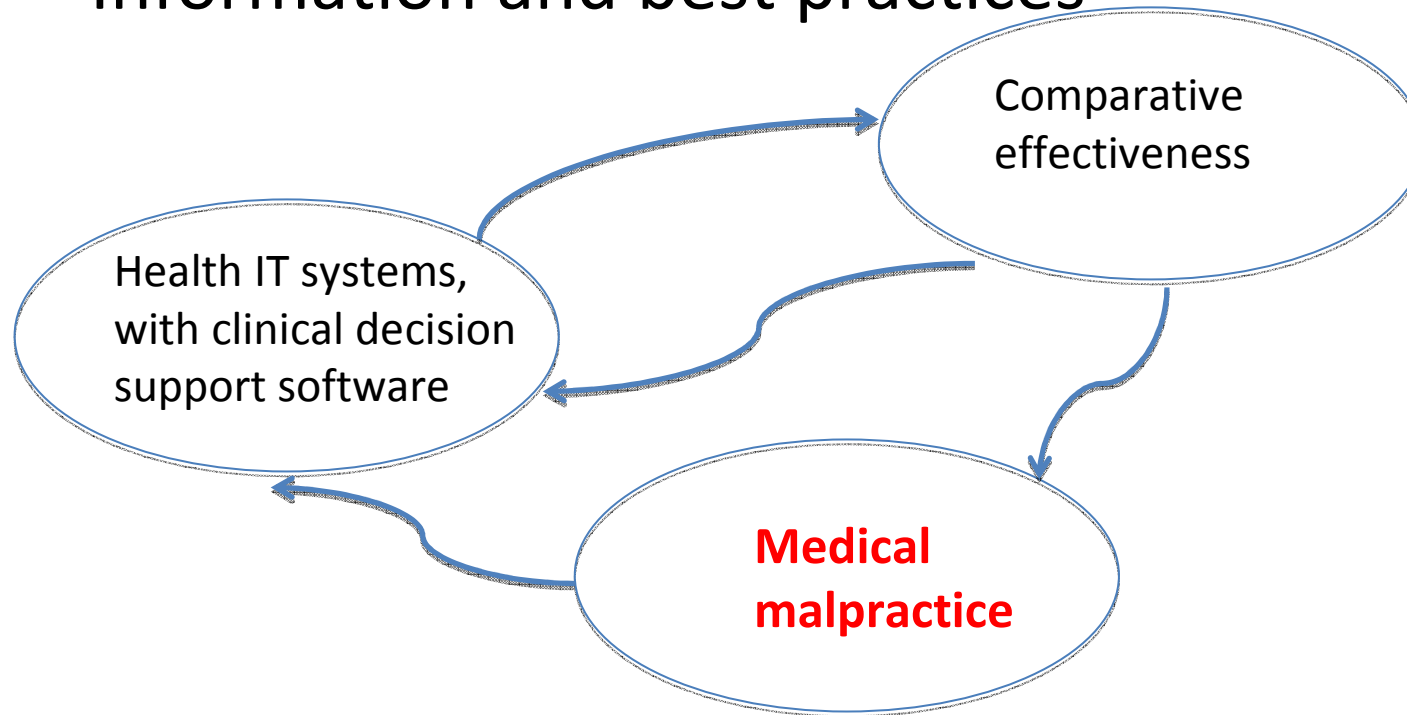 information and best practices
Comparative
effectiveness
Health IT systems,
with clinical decision
support software
Medical
malpractice